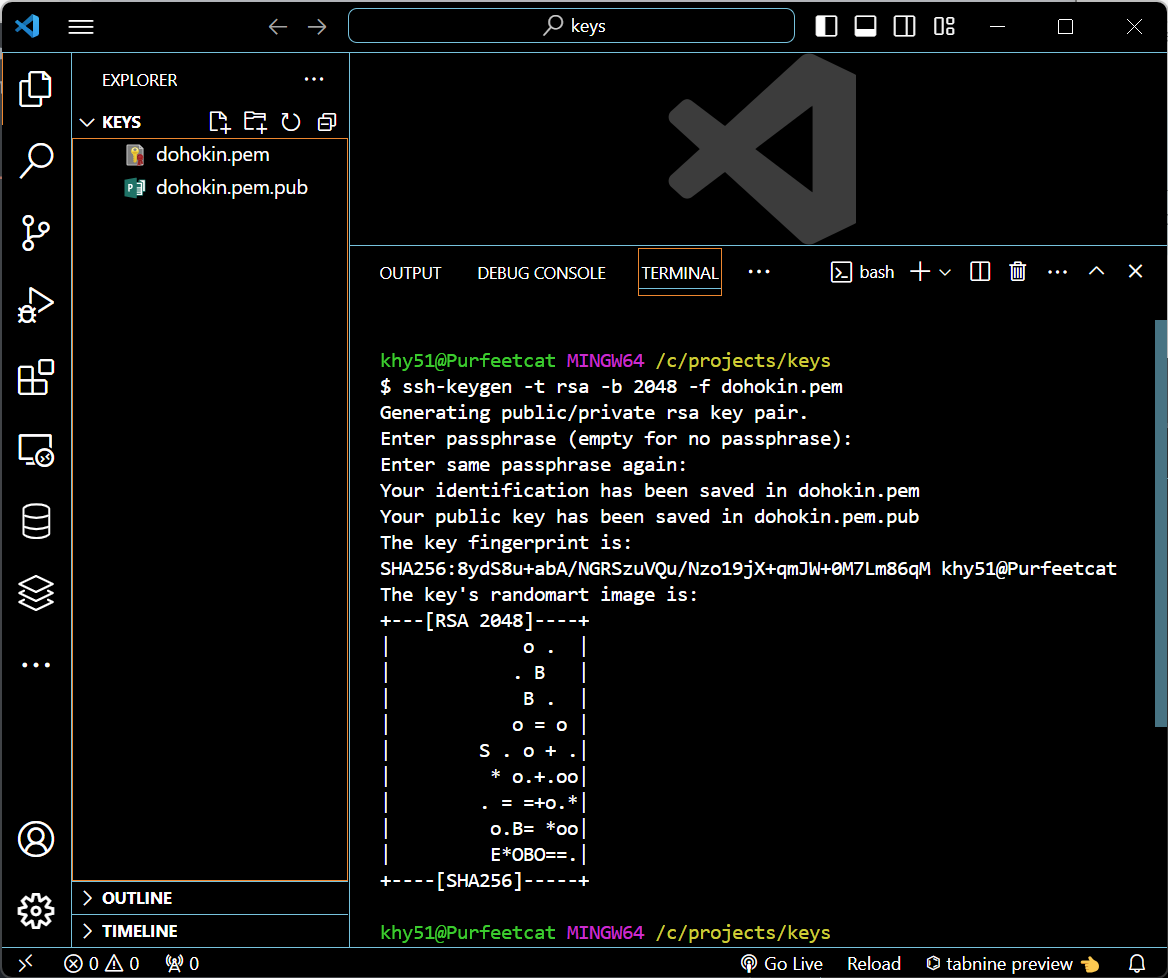 keys
EXPLORER
KEYS
dohokin.pem
dohokin.pem.pub
OUTLINE
TIMELINE
OUTPUT DEBUG CONSOLE TERMINAL ··· bash
khy51@Purfeetcat MINGW64 /c/projects/keys
$ ssh-keygen -t rsa -b 2048 -f dohokin.pem
Generating public/private rsa key pair.
Enter passphrase (empty for no passphrase):
Enter same passphrase again:
Your identification has been saved in dohokin.pem
Your public key has been saved in dohokin.pem.pub
The key fingerprint is:
SHA256:8ydS8u+abA/NGRSzuVQu/Nzo19jX+qmJW+0M7Lm86qM khy51@Purfeetcat
The key's randomart image is:
+---[RSA 2048]----+
|            o .  |
|           . B   |
|            B .  |
|           o = o |
|        S . o + .|
|         * o.+.oo|
|        . = =+o.*|
|         o.B= *oo|
|         E*OBO==.|
+----[SHA256]-----+
khy51@Purfeetcat MINGW64 /c/projects/keys
0 0 0 Go Live Reload tabnine preview 👈